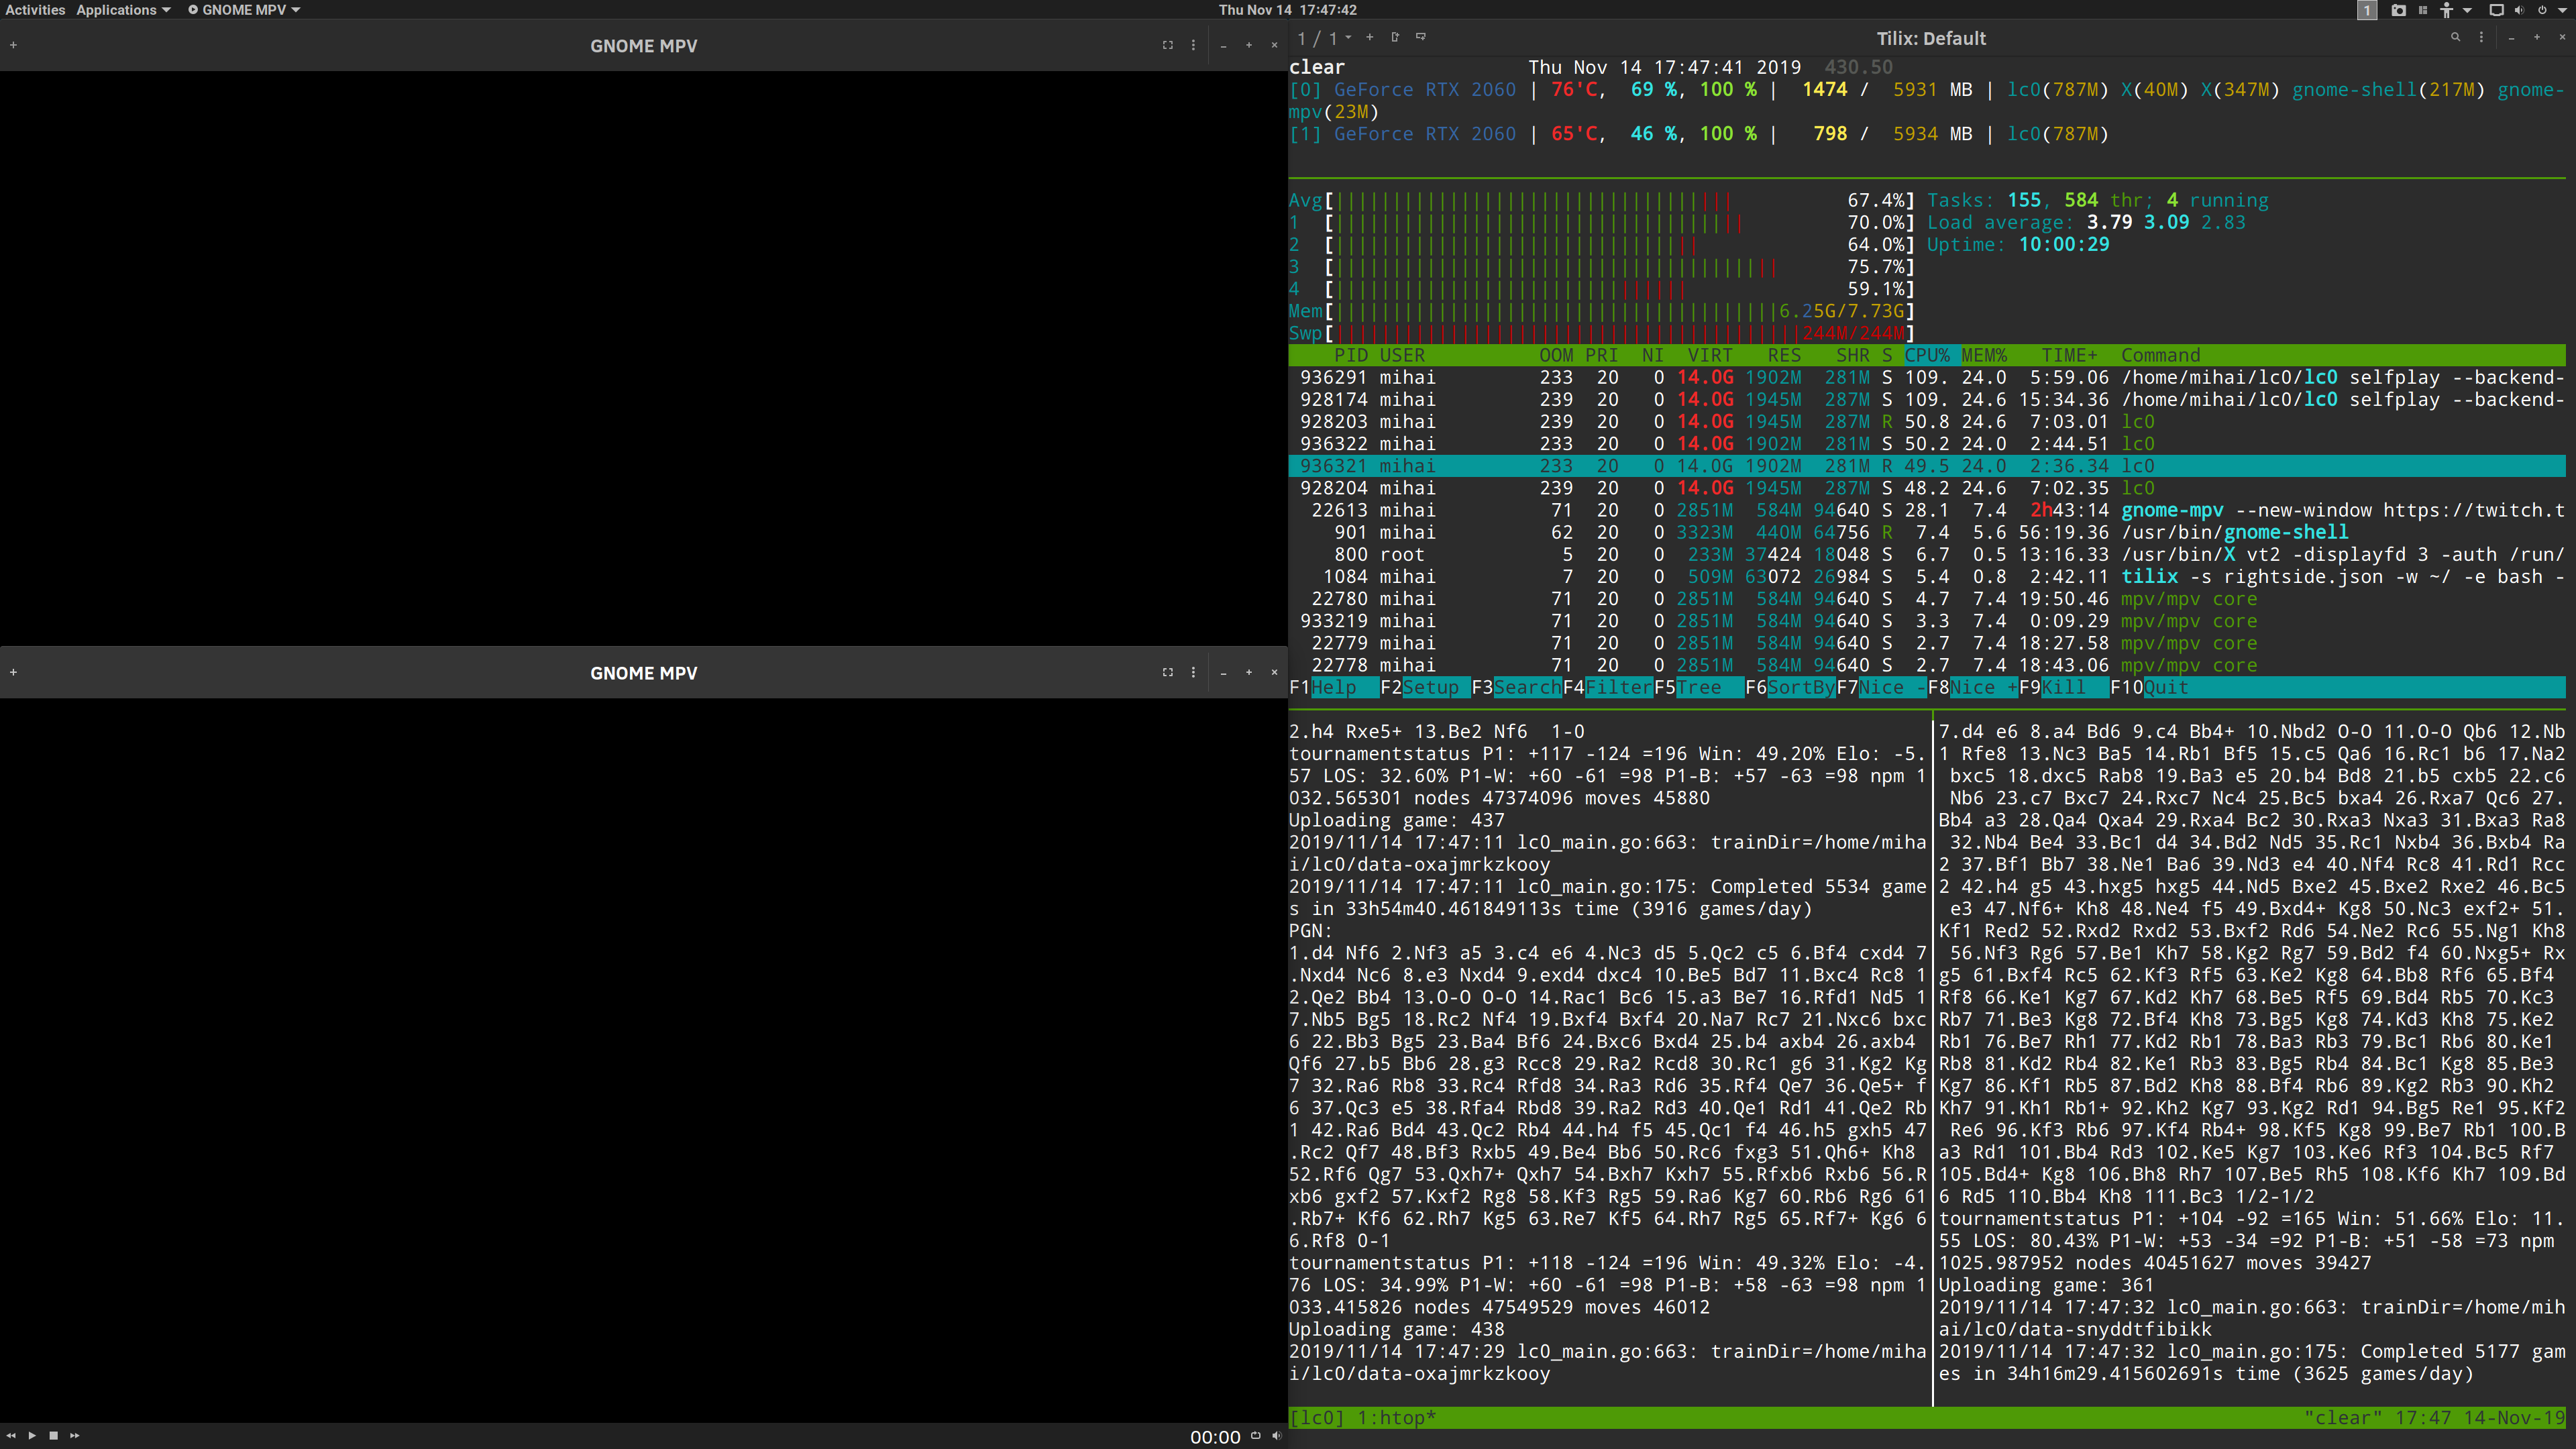 Activities Applications GNOME MPV Thu Nov 14 17:47:42 1
GNOME MPV
GNOME MPV
00:00
1 / 1 Tilix: Default
clear Thu Nov 14 17:47:41 2019 430.50
[0] GeForce RTX 2060 | 76'C, 69 %, 100 % | 1474 / 5931 MB | lc0(787M) X(40M) X(347M) gnome-shell(217M) gnome-
mpv(23M)
[1] GeForce RTX 2060 | 65'C, 46 %, 100 % | 798 / 5934 MB | lc0(787M)
Avg[ 67.4%] Tasks: 155, 584 thr; 4 running
1 [ 70.0%] Load average: 3.79 3.09 2.83
2 [ 64.0%] Uptime: 10:00:29
3 [ 75.7%]
4 [ 59.1%]
Mem[ 6.25G/7.73G]
Swp[ 244M/244M]
PID USER OOM PRI NI VIRT RES SHR S CPU% MEM% TIME+ Command
936291 mihai 233 20 0 14.0G 1902M 281M S 109. 24.0 5:59.06 /home/mihai/lc0/lc0 selfplay --backend-
928174 mihai 239 20 0 14.0G 1945M 287M S 109. 24.6 15:34.36 /home/mihai/lc0/lc0 selfplay --backend-
928203 mihai 239 20 0 14.0G 1945M 287M R 50.8 24.6 7:03.01 lc0
936322 mihai 233 20 0 14.0G 1902M 281M S 50.2 24.0 2:44.51 lc0
936321 mihai 233 20 0 14.0G 1902M 281M R 49.5 24.0 2:36.34 lc0
928204 mihai 239 20 0 14.0G 1945M 287M S 48.2 24.6 7:02.35 lc0
22613 mihai 71 20 0 2851M 584M 94640 S 28.1 7.4 2h43:14 gnome-mpv --new-window https://twitch.t
901 mihai 62 20 0 3323M 440M 64756 R 7.4 5.6 56:19.36 /usr/bin/gnome-shell
800 root 5 20 0 233M 37424 18048 S 6.7 0.5 13:16.33 /usr/bin/X vt2 -displayfd 3 -auth /run/
1084 mihai 7 20 0 509M 63072 26984 S 5.4 0.8 2:42.11 tilix -s rightside.json -w ~/ -e bash -
22780 mihai 71 20 0 2851M 584M 94640 S 4.7 7.4 19:50.46 mpv/mpv core
933219 mihai 71 20 0 2851M 584M 94640 S 3.3 7.4 0:09.29 mpv/mpv core
22779 mihai 71 20 0 2851M 584M 94640 S 2.7 7.4 18:27.58 mpv/mpv core
22778 mihai 71 20 0 2851M 584M 94640 S 2.7 7.4 18:43.06 mpv/mpv core
F1Help F2Setup F3SearchF4FilterF5Tree F6SortByF7Nice -F8Nice +F9Kill F10Quit
2.h4 Rxe5+ 13.Be2 Nf6 1-0
tournamentstatus P1: +117 -124 =196 Win: 49.20% Elo: -5.
57 LOS: 32.60% P1-W: +60 -61 =98 P1-B: +57 -63 =98 npm 1
032.565301 nodes 47374096 moves 45880
Uploading game: 437
2019/11/14 17:47:11 lc0_main.go:663: trainDir=/home/miha
i/lc0/data-oxajmrkzkooy
2019/11/14 17:47:11 lc0_main.go:175: Completed 5534 game
s in 33h54m40.461849113s time (3916 games/day)
PGN:
1.d4 Nf6 2.Nf3 a5 3.c4 e6 4.Nc3 d5 5.Qc2 c5 6.Bf4 cxd4 7
.Nxd4 Nc6 8.e3 Nxd4 9.exd4 dxc4 10.Be5 Bd7 11.Bxc4 Rc8 1
2.Qe2 Bb4 13.O-O O-O 14.Rac1 Bc6 15.a3 Be7 16.Rfd1 Nd5 1
7.Nb5 Bg5 18.Rc2 Nf4 19.Bxf4 Bxf4 20.Na7 Rc7 21.Nxc6 bxc
6 22.Bb3 Bg5 23.Ba4 Bf6 24.Bxc6 Bxd4 25.b4 axb4 26.axb4
Qf6 27.b5 Bb6 28.g3 Rcc8 29.Ra2 Rcd8 30.Rc1 g6 31.Kg2 Kg
7 32.Ra6 Rb8 33.Rc4 Rfd8 34.Ra3 Rd6 35.Rf4 Qe7 36.Qe5+ f
6 37.Qc3 e5 38.Rfa4 Rbd8 39.Ra2 Rd3 40.Qe1 Rd1 41.Qe2 Rb
1 42.Ra6 Bd4 43.Qc2 Rb4 44.h4 f5 45.Qc1 f4 46.h5 gxh5 47
.Rc2 Qf7 48.Bf3 Rxb5 49.Be4 Bb6 50.Rc6 fxg3 51.Qh6+ Kh8
52.Rf6 Qg7 53.Qxh7+ Qxh7 54.Bxh7 Kxh7 55.Rfxb6 Rxb6 56.R
xb6 gxf2 57.Kxf2 Rg8 58.Kf3 Rg5 59.Ra6 Kg7 60.Rb6 Rg6 61
.Rb7+ Kf6 62.Rh7 Kg5 63.Re7 Kf5 64.Rh7 Rg5 65.Rf7+ Kg6 6
6.Rf8 0-1
tournamentstatus P1: +118 -124 =196 Win: 49.32% Elo: -4.
76 LOS: 34.99% P1-W: +60 -61 =98 P1-B: +58 -63 =98 npm 1
033.415826 nodes 47549529 moves 46012
Uploading game: 438
2019/11/14 17:47:29 lc0_main.go:663: trainDir=/home/miha
i/lc0/data-oxajmrkzkooy
7.d4 e6 8.a4 Bd6 9.c4 Bb4+ 10.Nbd2 O-O 11.O-O Qb6 12.Nb
1 Rfe8 13.Nc3 Ba5 14.Rb1 Bf5 15.c5 Qa6 16.Rc1 b6 17.Na2
bxc5 18.dxc5 Rab8 19.Ba3 e5 20.b4 Bd8 21.b5 cxb5 22.c6
Nb6 23.c7 Bxc7 24.Rxc7 Nc4 25.Bc5 bxa4 26.Rxa7 Qc6 27.
Bb4 a3 28.Qa4 Qxa4 29.Rxa4 Bc2 30.Rxa3 Nxa3 31.Bxa3 Ra8
32.Nb4 Be4 33.Bc1 d4 34.Bd2 Nd5 35.Rc1 Nxb4 36.Bxb4 Ra
2 37.Bf1 Bb7 38.Ne1 Ba6 39.Nd3 e4 40.Nf4 Rc8 41.Rd1 Rcc
2 42.h4 g5 43.hxg5 hxg5 44.Nd5 Bxe2 45.Bxe2 Rxe2 46.Bc5
e3 47.Nf6+ Kh8 48.Ne4 f5 49.Bxd4+ Kg8 50.Nc3 exf2+ 51.
Kf1 Red2 52.Rxd2 Rxd2 53.Bxf2 Rd6 54.Ne2 Rc6 55.Ng1 Kh8
56.Nf3 Rg6 57.Be1 Kh7 58.Kg2 Rg7 59.Bd2 f4 60.Nxg5+ Rx
g5 61.Bxf4 Rc5 62.Kf3 Rf5 63.Ke2 Kg8 64.Bb8 Rf6 65.Bf4
Rf8 66.Ke1 Kg7 67.Kd2 Kh7 68.Be5 Rf5 69.Bd4 Rb5 70.Kc3
Rb7 71.Be3 Kg8 72.Bf4 Kh8 73.Bg5 Kg8 74.Kd3 Kh8 75.Ke2
Rb1 76.Be7 Rh1 77.Kd2 Rb1 78.Ba3 Rb3 79.Bc1 Rb6 80.Ke1
Rb8 81.Kd2 Rb4 82.Ke1 Rb3 83.Bg5 Rb4 84.Bc1 Kg8 85.Be3
Kg7 86.Kf1 Rb5 87.Bd2 Kh8 88.Bf4 Rb6 89.Kg2 Rb3 90.Kh2
Kh7 91.Kh1 Rb1+ 92.Kh2 Kg7 93.Kg2 Rd1 94.Bg5 Re1 95.Kf2
Re6 96.Kf3 Rb6 97.Kf4 Rb4+ 98.Kf5 Kg8 99.Be7 Rb1 100.B
a3 Rd1 101.Bb4 Rd3 102.Ke5 Kg7 103.Ke6 Rf3 104.Bc5 Rf7
105.Bd4+ Kg8 106.Bh8 Rh7 107.Be5 Rh5 108.Kf6 Kh7 109.Bd
6 Rd5 110.Bb4 Kh8 111.Bc3 1/2-1/2
tournamentstatus P1: +104 -92 =165 Win: 51.66% Elo: 11.
55 LOS: 80.43% P1-W: +53 -34 =92 P1-B: +51 -58 =73 npm
1025.987952 nodes 40451627 moves 39427
Uploading game: 361
2019/11/14 17:47:32 lc0_main.go:663: trainDir=/home/mih
ai/lc0/data-snyddtfibikk
2019/11/14 17:47:32 lc0_main.go:175: Completed 5177 gam
es in 34h16m29.415602691s time (3625 games/day)
[lc0] 1:htop* "clear" 17:47 14-Nov-19